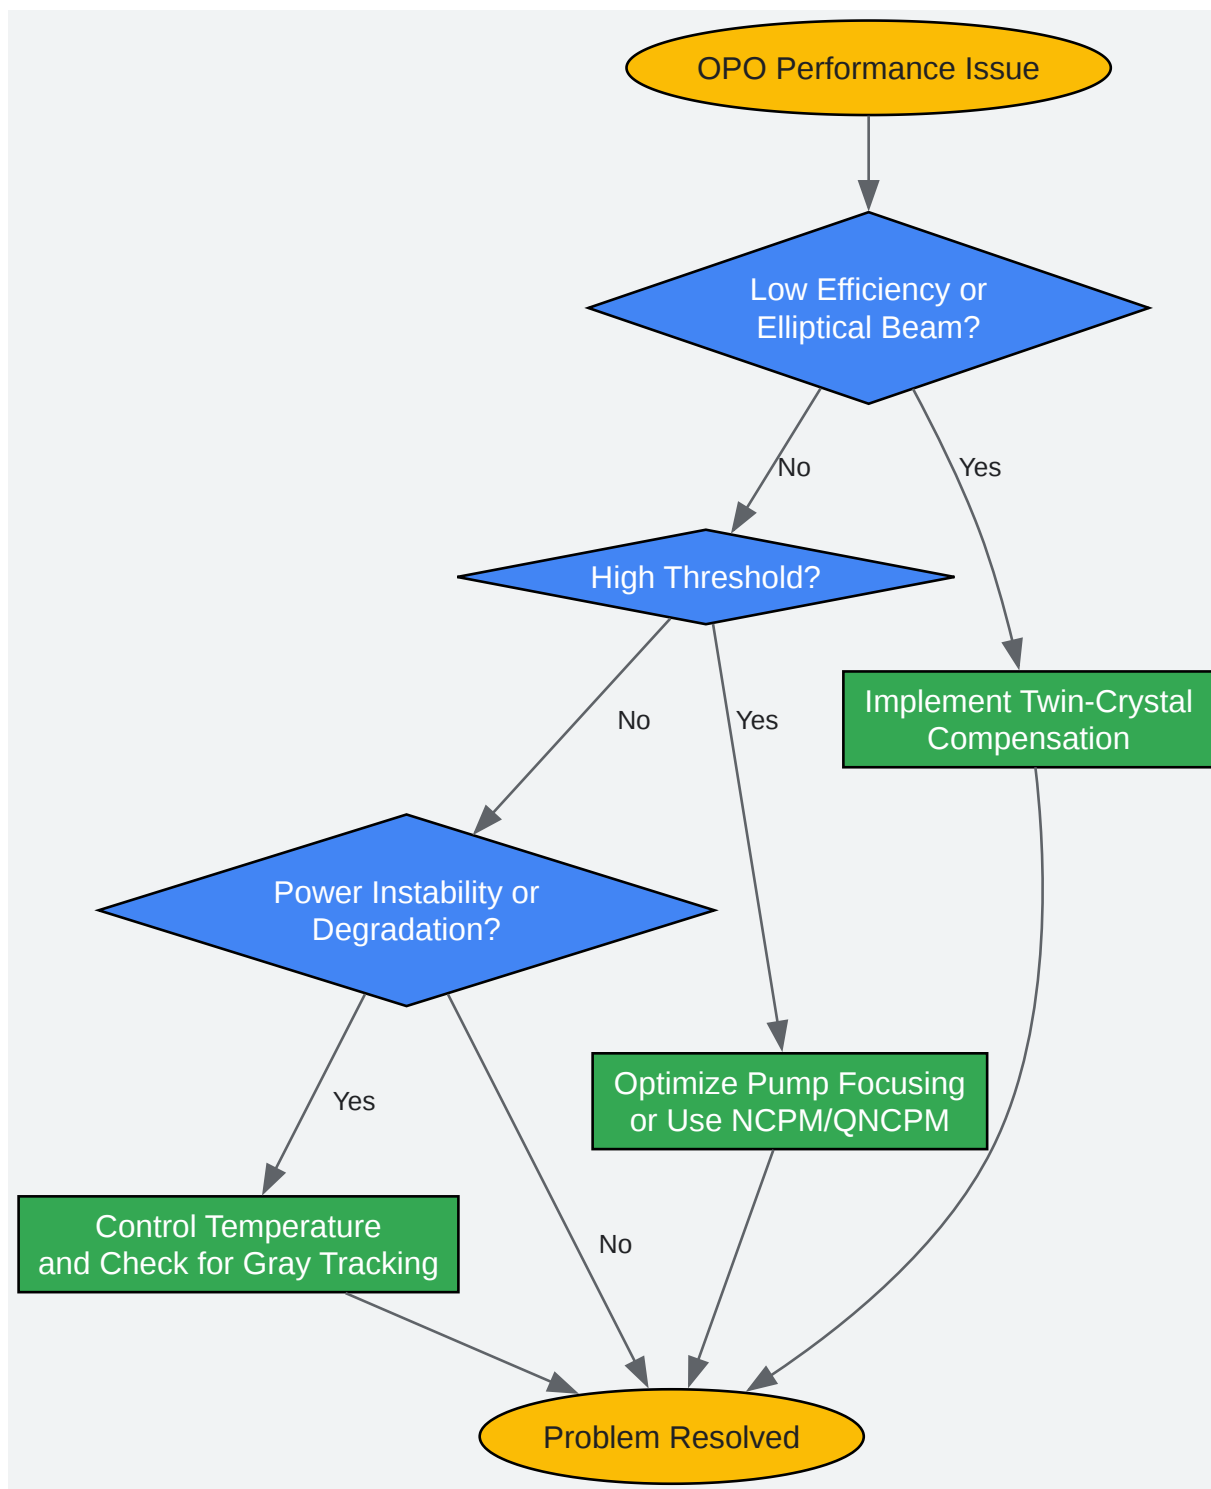 OPO Performance Issue
Low Efficiency or
Elliptical Beam?
No
Yes
High Threshold?
Implement Twin-Crystal
Compensation
No
Yes
Power Instability or
Degradation?
Optimize Pump Focusing
or Use NCPM/QNCPM
Yes
Control Temperature
and Check for Gray Tracking
No
Problem Resolved